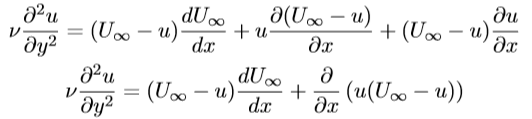 ν ∂²u/∂y² = (U∞ − u) dU∞/dx + u ∂(U∞ − u)/∂x + (U∞ − u) ∂u/∂x
ν ∂²u/∂y² = (U∞ − u) dU∞/dx + ∂/∂x (u(U∞ − u))